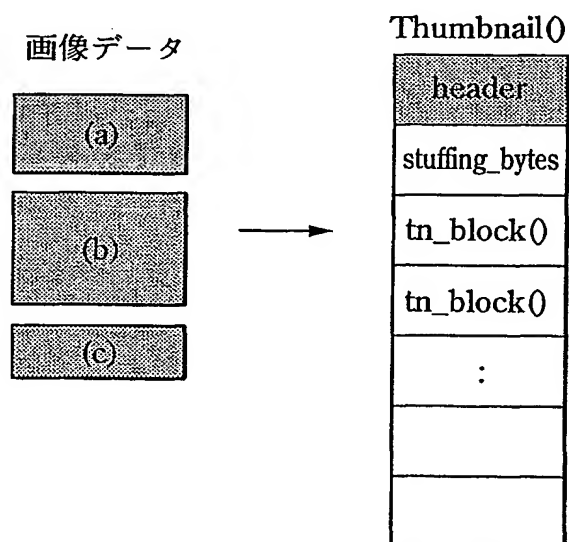 画像データ
(a)
(b)
(c)
Thumbnail()
header
stuffing_bytes
tn_block()
tn_block()
: